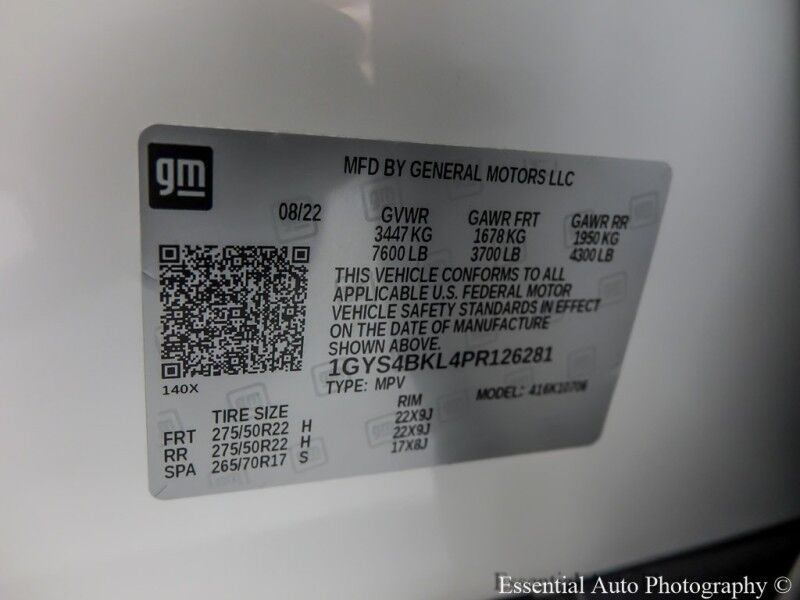 gm
MFD BY GENERAL MOTORS LLC
08/22 GVWR GAWR FRT GAWR RR
3447 KG 1678 KG 1950 KG
7600 LB 3700 LB 4300 LB
THIS VEHICLE CONFORMS TO ALL
APPLICABLE U.S. FEDERAL MOTOR
VEHICLE SAFETY STANDARDS IN EFFECT
ON THE DATE OF MANUFACTURE
SHOWN ABOVE.
1GYS4BKL4PR126281
140X
TYPE: MPV MODEL: 416K10706
TIRE SIZE RIM
FRT 275/50R22 H 22X9J
RR 275/50R22 H 22X9J
SPA 265/70R17 S 17X8J
Essential Auto Photography ©